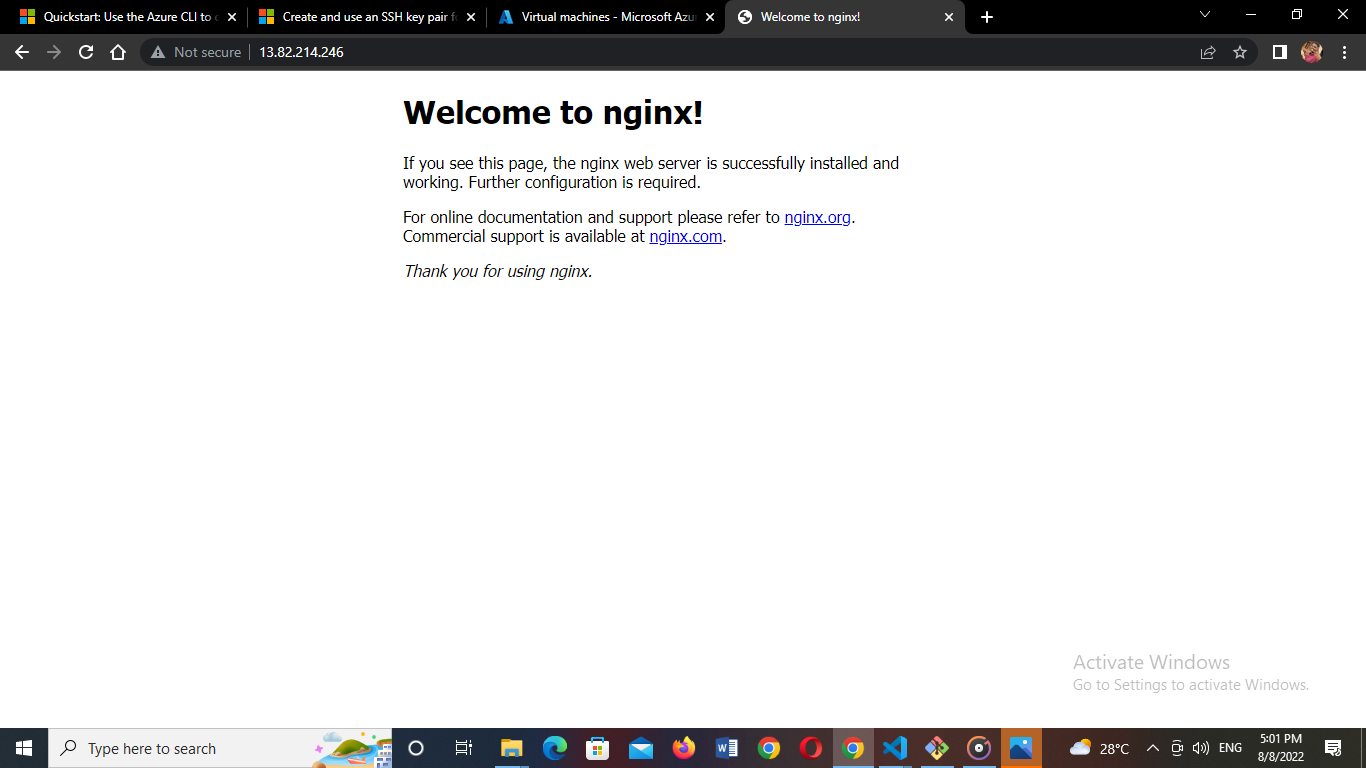 Quickstart: Use the Azure CLI to c
Create and use an SSH key pair fo
Virtual machines - Microsoft Azur
Welcome to nginx!
Not secure
13.82.214.246
Welcome to nginx!
If you see this page, the nginx web server is successfully installed and
working. Further configuration is required.
For online documentation and support please refer to nginx.org.
Commercial support is available at nginx.com.
Thank you for using nginx.
Activate Windows
Go to Settings to activate Windows.
Type here to search
28°C
ENG
5:01 PM
8/8/2022